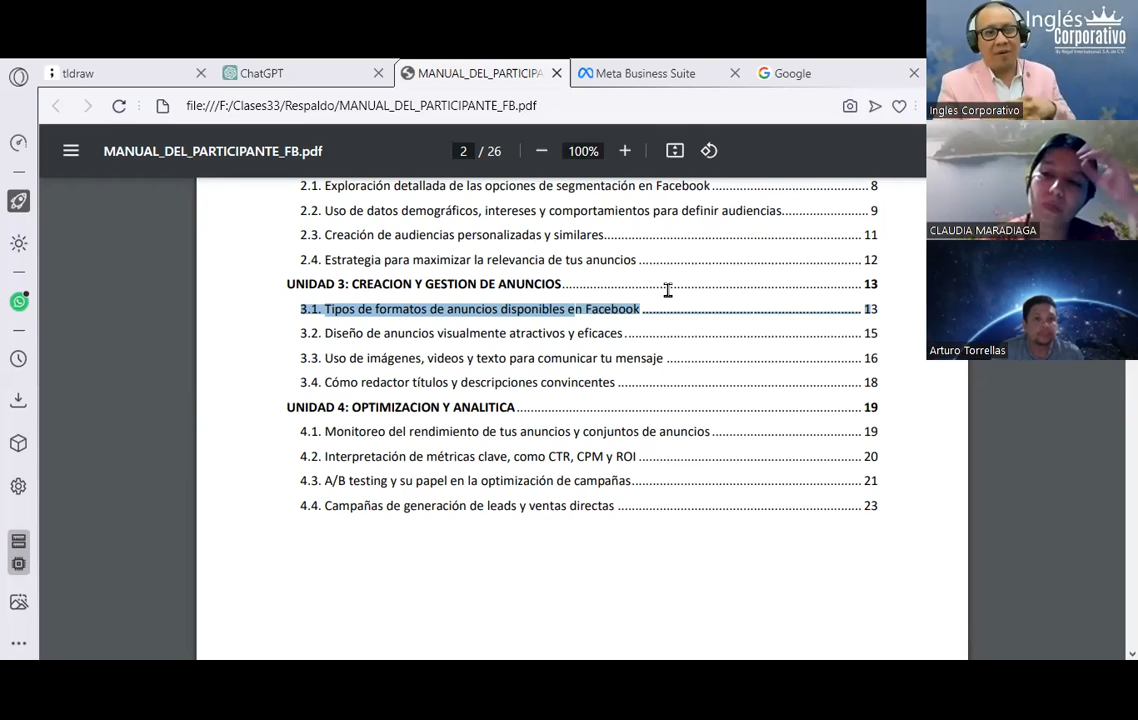 tldraw
ChatGPT
MANUAL_DEL_PARTICIPA
Meta Business Suite
Google
file:///F:/Clases33/Respaldo/MANUAL_DEL_PARTICIPANTE_FB.pdf
MANUAL_DEL_PARTICIPANTE_FB.pdf
2 / 26
100%
2.1. Exploración detallada de las opciones de segmentación en Facebook 8
2.2. Uso de datos demográficos, intereses y comportamientos para definir audiencias. 9
2.3. Creación de audiencias personalizadas y similares 11
2.4. Estrategia para maximizar la relevancia de tus anuncios 12
UNIDAD 3: CREACION Y GESTION DE ANUNCIOS 13
3.1. Tipos de formatos de anuncios disponibles en Facebook 13
3.2. Diseño de anuncios visualmente atractivos y eficaces 15
3.3. Uso de imágenes, videos y texto para comunicar tu mensaje 16
3.4. Cómo redactar títulos y descripciones convincentes 18
UNIDAD 4: OPTIMIZACION Y ANALITICA 19
4.1. Monitoreo del rendimiento de tus anuncios y conjuntos de anuncios 19
4.2. Interpretación de métricas clave, como CTR, CPM y ROI 20
4.3. A/B testing y su papel en la optimización de campañas 21
4.4. Campañas de generación de leads y ventas directas 23
Inglés
Corporativo
Ingles Corporativo
CLAUDIA MARADIAGA
Arturo Torrellas